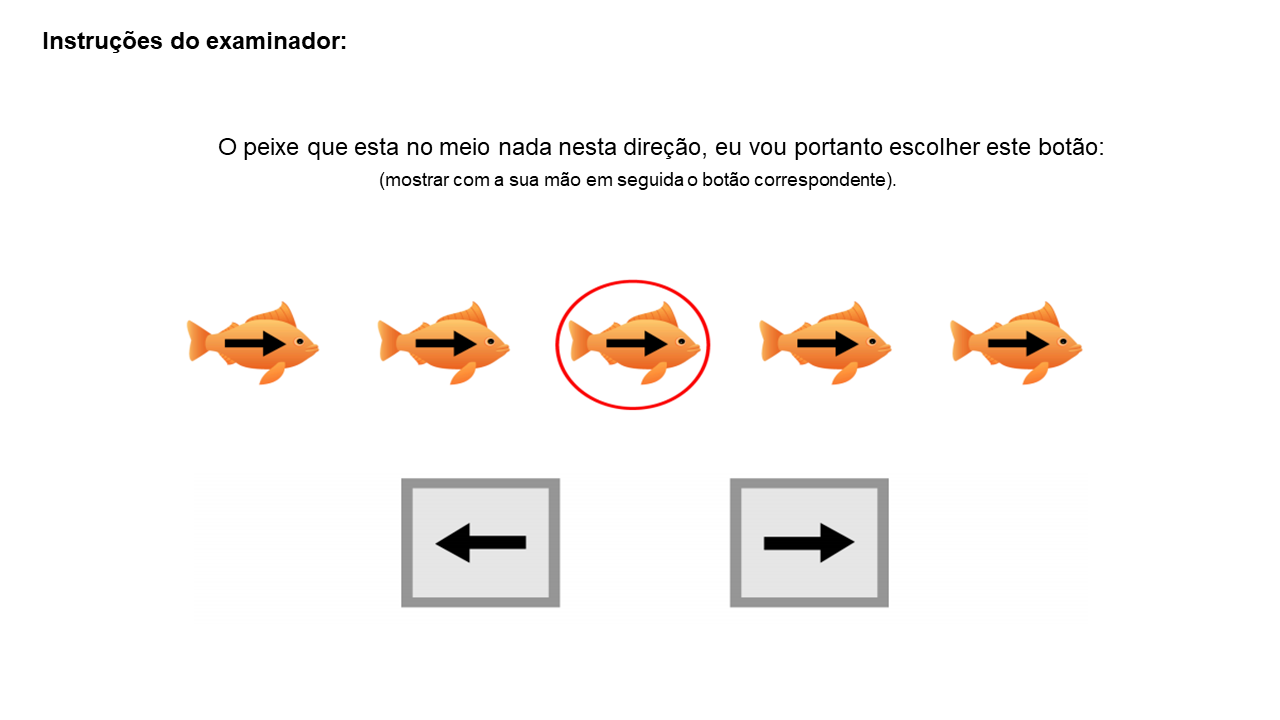 Instruções do examinador:
O peixe que esta no meio nada nesta direção, eu vou portanto escolher este botão:
(mostrar com a sua mão em seguida o botão correspondente).